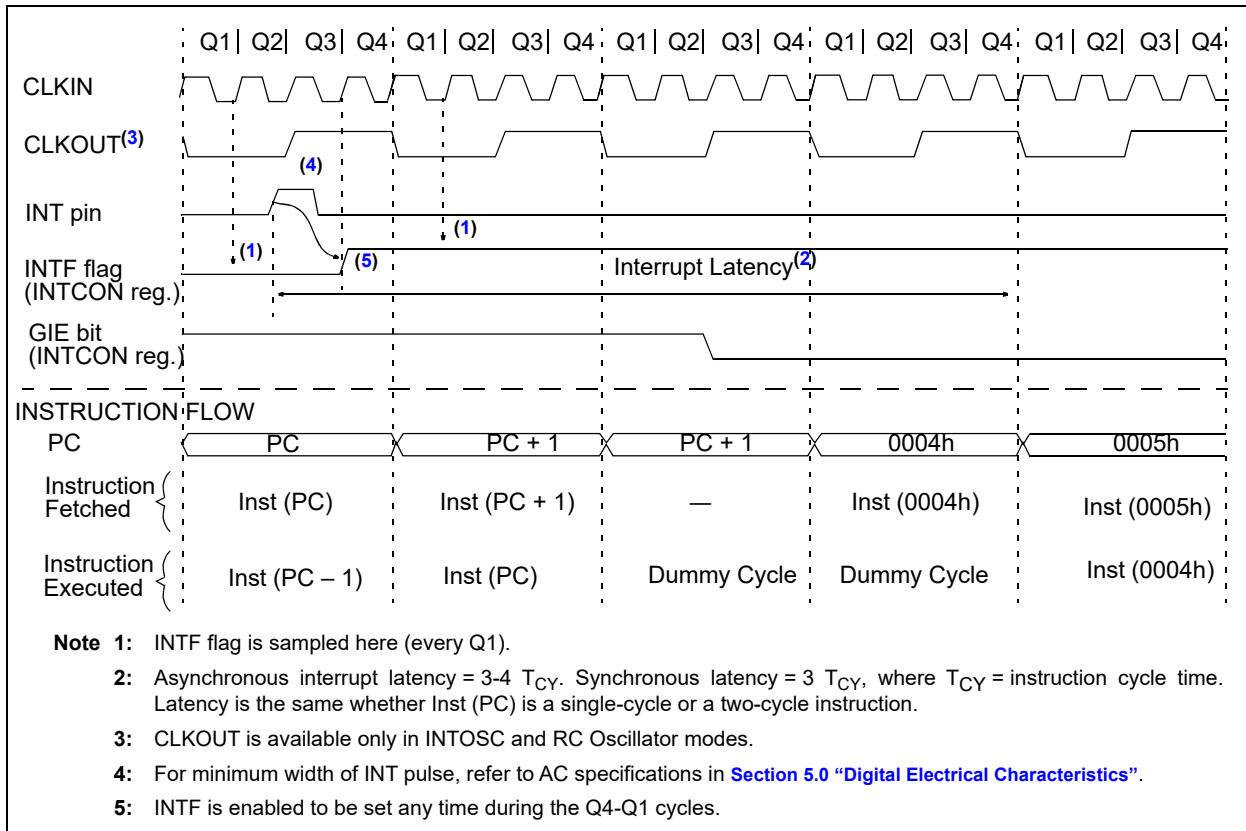 Q1| Q2| Q3| Q4 Q1| Q2| Q3| Q4 Q1| Q2| Q3| Q4 Q1| Q2| Q3| Q4 Q1| Q2| Q3| Q4
CLKIN
CLKOUT(3)
(4)
INT pin
(1)
(1)
(5)
INTF flag
(INTCON reg.)
Interrupt Latency(2)
GIE bit
(INTCON reg.)
INSTRUCTION FLOW
PC PC PC + 1 PC + 1 0004h 0005h
Instruction
Fetched
Inst (PC) Inst (PC + 1) — Inst (0004h) Inst (0005h)
Instruction
Executed
Inst (PC – 1) Inst (PC) Dummy Cycle Dummy Cycle Inst (0004h)
Note 1: INTF flag is sampled here (every Q1).
2: Asynchronous interrupt latency = 3-4 TCY. Synchronous latency = 3 TCY, where TCY = instruction cycle time.
Latency is the same whether Inst (PC) is a single-cycle or a two-cycle instruction.
3: CLKOUT is available only in INTOSC and RC Oscillator modes.
4: For minimum width of INT pulse, refer to AC specifications in Section 5.0 “Digital Electrical Characteristics”.
5: INTF is enabled to be set any time during the Q4-Q1 cycles.